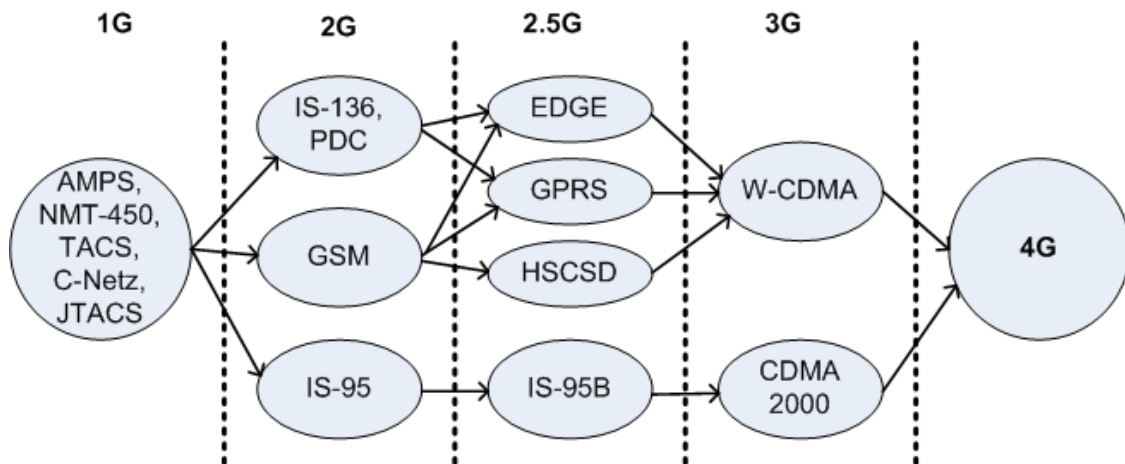 1G
2G
2.5G
3G
IS-136,
PDC
EDGE
AMPS,
NMT-450,
TACS,
C-Netz,
JTACS
GPRS
W-CDMA
GSM
HSCSD
4G
IS-95
IS-95B
CDMA
2000